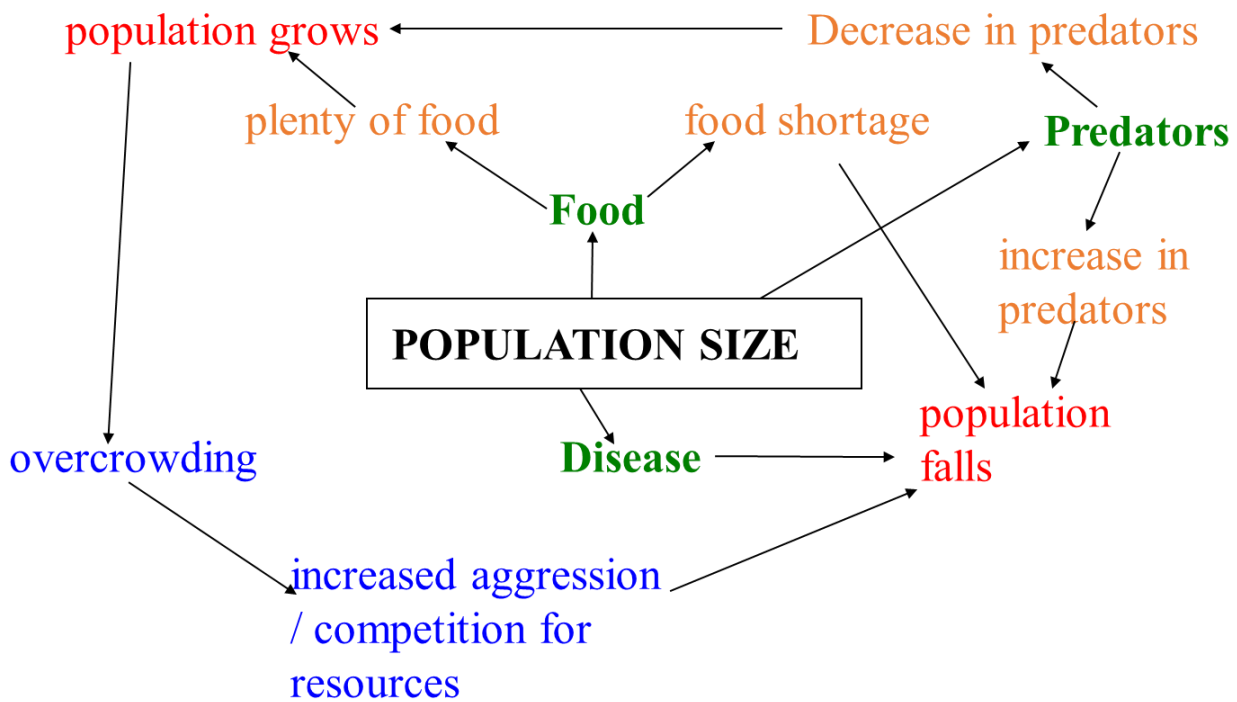 population grows
Decrease in predators
plenty of food
food shortage
Predators
Food
increase in
predators
POPULATION SIZE
population
falls
overcrowding
Disease
increased aggression
/ competition for
resources